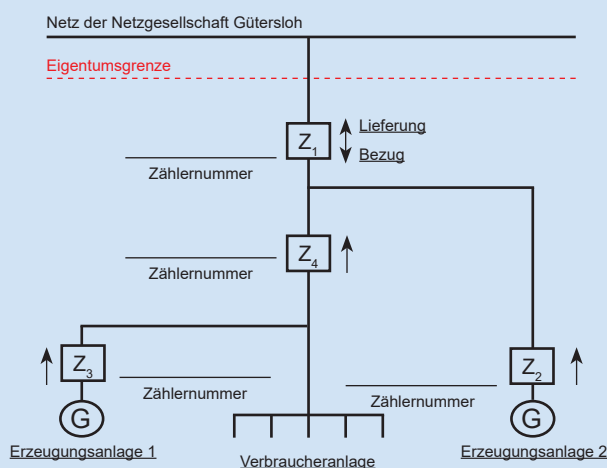 Netz der Netzgesellschaft Gütersloh
Eigentumsgrenze
Z1
Lieferung
Bezug
Zählernummer
Z4
Zählernummer
Z3
Zählernummer
Z2
Zählernummer
G
G
Erzeugungsanlage 1
Verbraucheranlage
Erzeugungsanlage 2